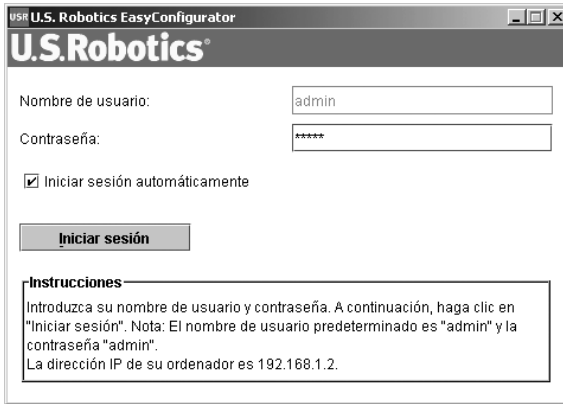 USR U.S. Robotics EasyConfigurator
U.S.Robotics®
Nombre de usuario:
admin
Contraseña:
*****
Iniciar sesión automáticamente
Iniciar sesión
Instrucciones
Introduzca su nombre de usuario y contraseña. A continuación, haga clic en
"Iniciar sesión". Nota: El nombre de usuario predeterminado es "admin" y la
contraseña "admin".
La dirección IP de su ordenador es 192.168.1.2.